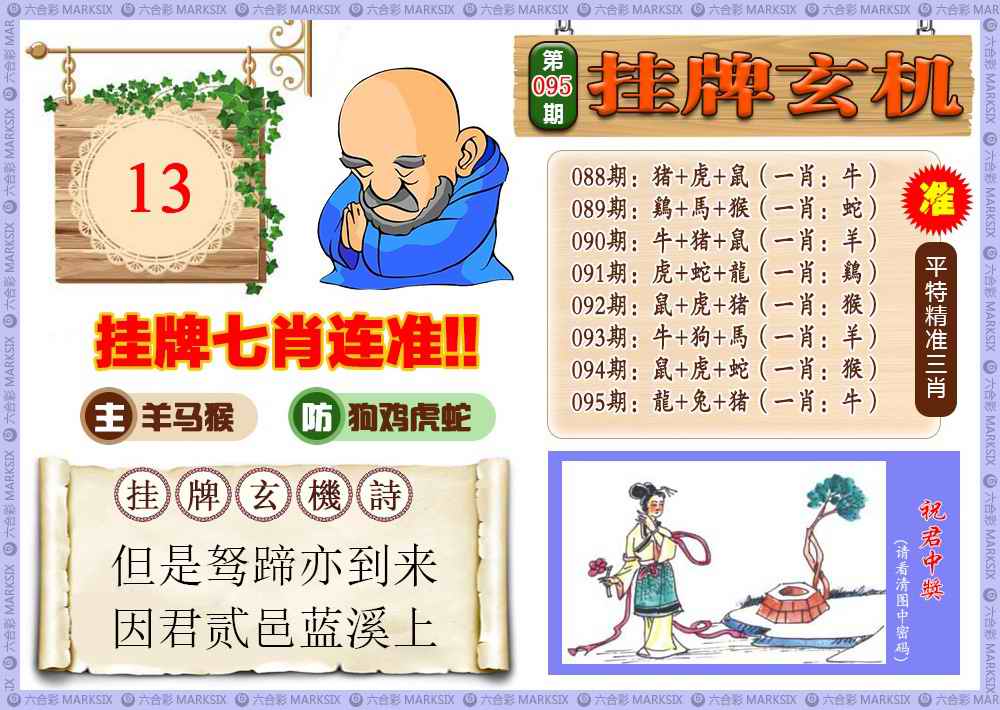 六合彩 MARKSIX
13
挂牌七肖连准!!
主 羊马猴
防 狗鸡虎蛇
挂牌玄機詩
但是驽蹄亦到来
因君贰邑蓝溪上
第
095
期
挂牌玄机
088期：猪+虎+鼠（一肖：牛）
089期：鷄+馬+猴（一肖：蛇）
090期：牛+猪+鼠（一肖：羊）
091期：虎+蛇+龍（一肖：鷄）
092期：鼠+虎+猪（一肖：猴）
093期：牛+狗+馬（一肖：羊）
094期：鼠+虎+蛇（一肖：猴）
095期：龍+兔+猪（一肖：牛）
准
平特精准三肖
祝君中獎
(请看清图中密码)